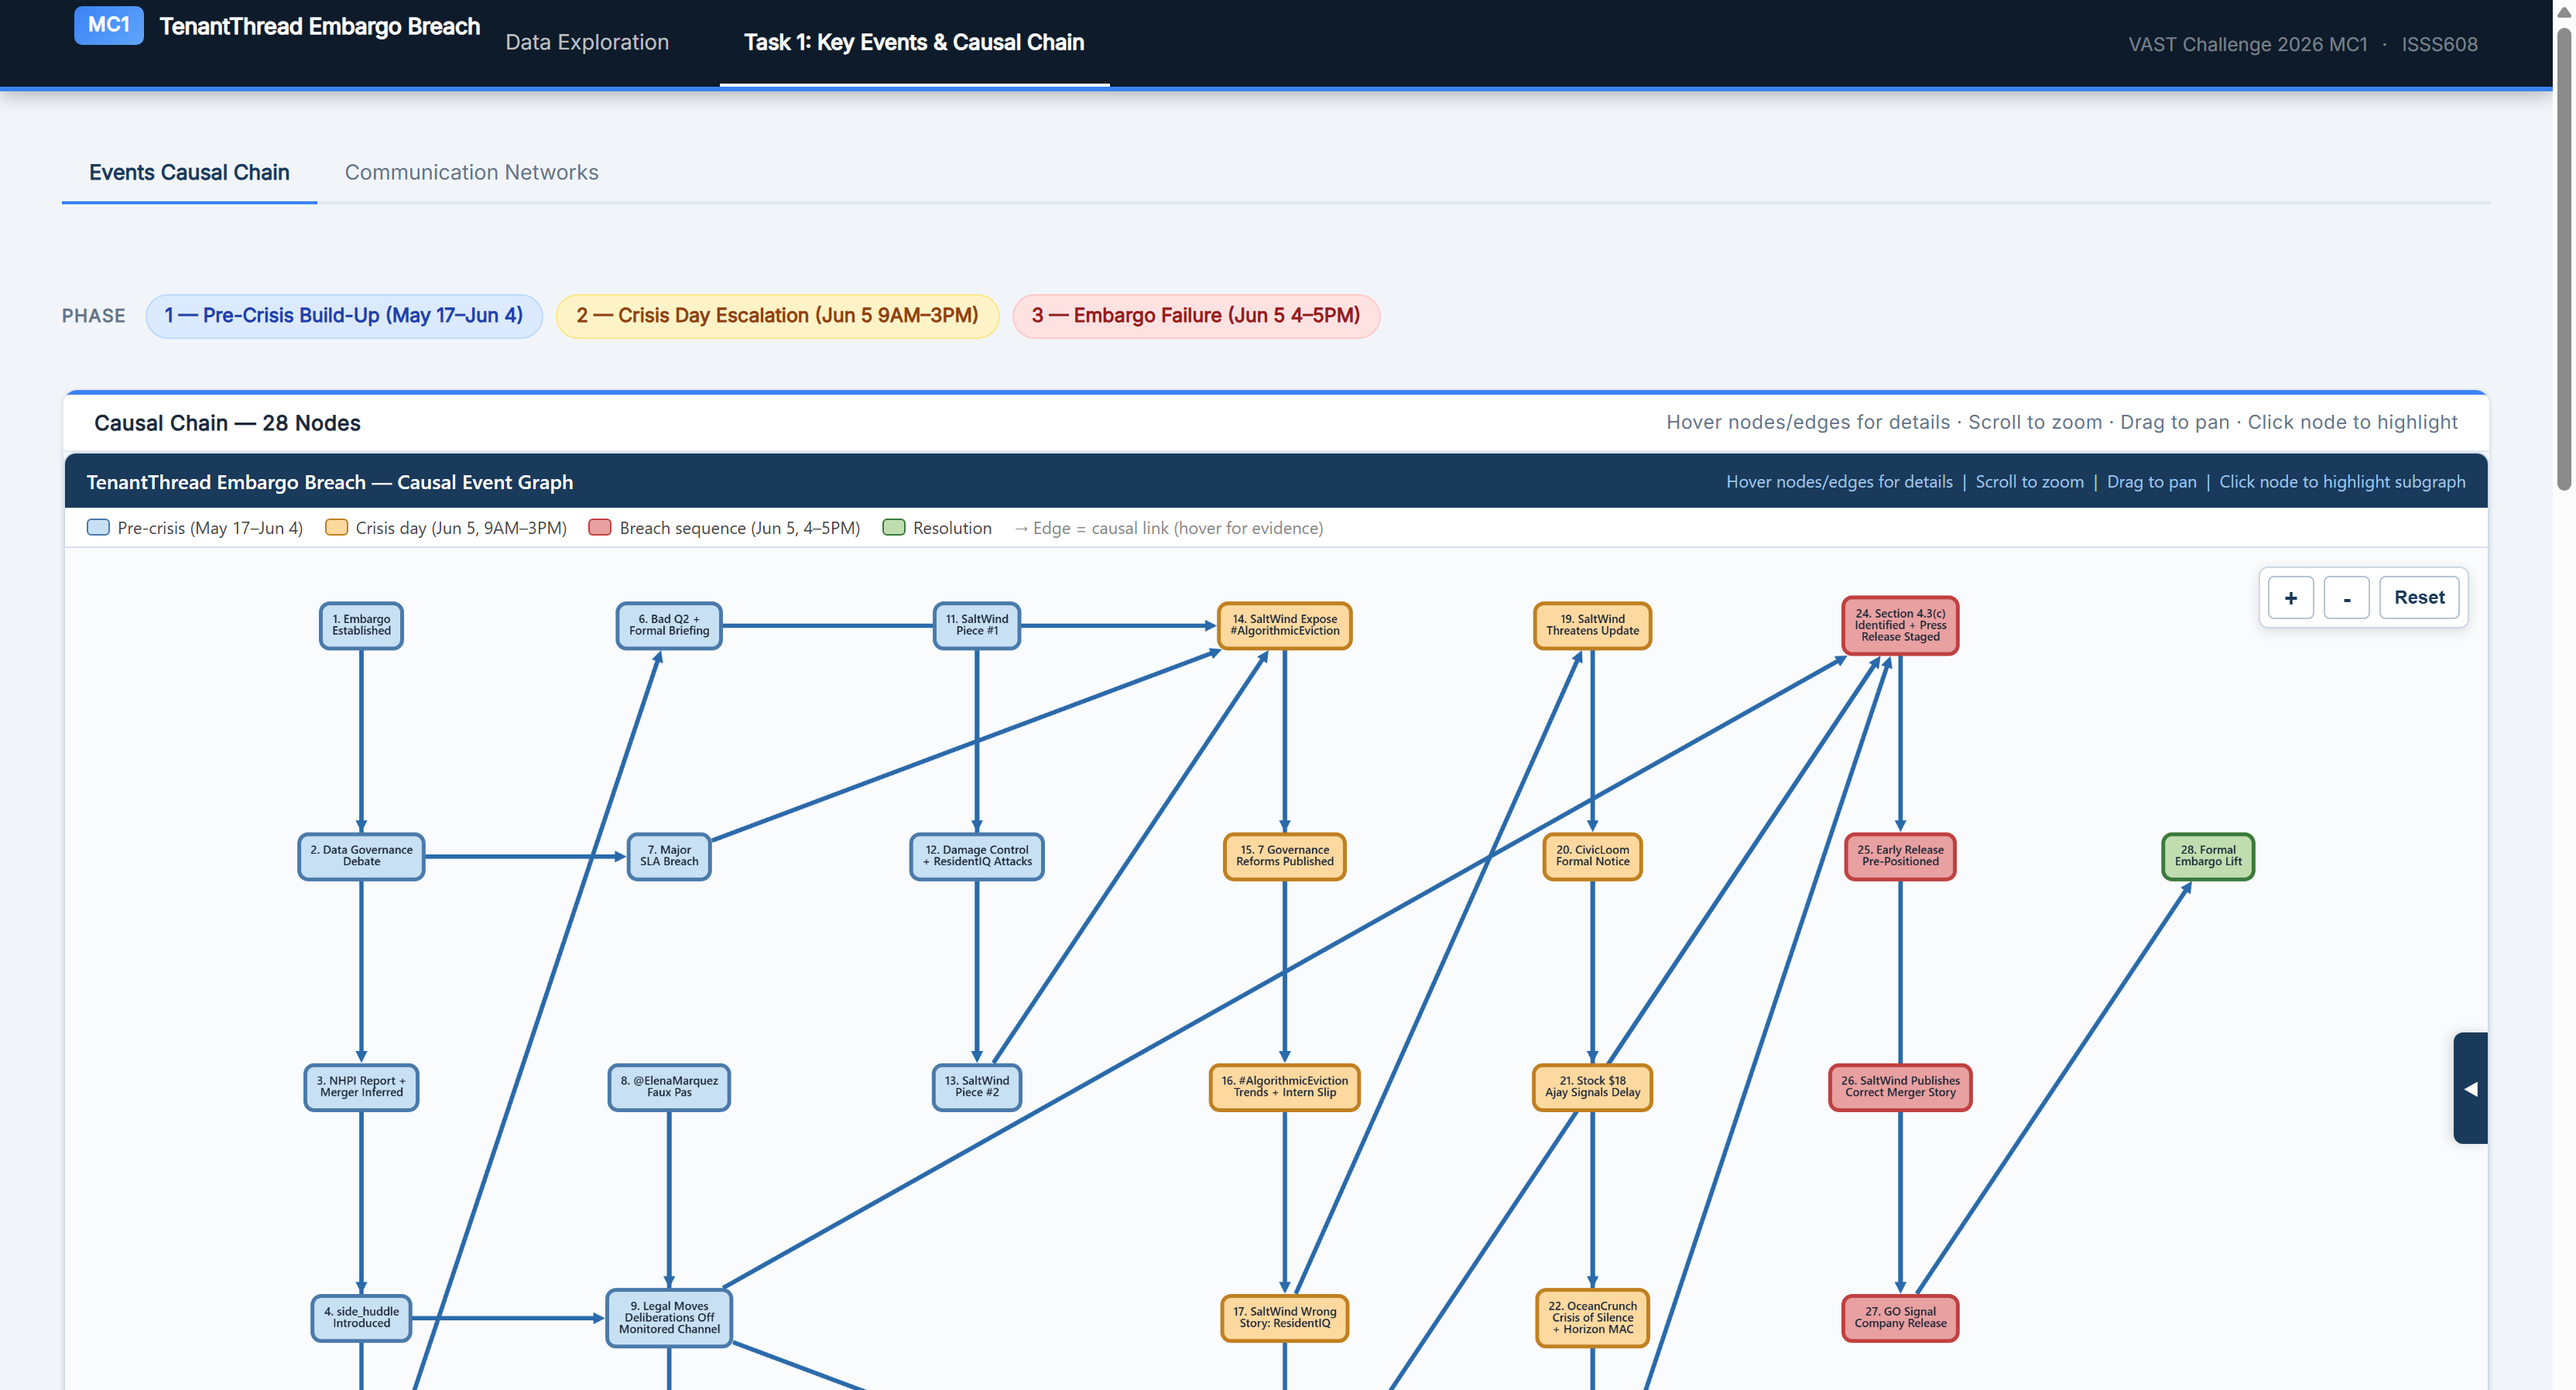 MC1
TenantThread Embargo Breach
Data Exploration
Task 1: Key Events & Causal Chain
VAST Challenge 2026 MC1 · ISSS608
Events Causal Chain
Communication Networks
PHASE
1 — Pre-Crisis Build-Up (May 17–Jun 4)
2 — Crisis Day Escalation (Jun 5 9AM–3PM)
3 — Embargo Failure (Jun 5 4–5PM)
Causal Chain — 28 Nodes
Hover nodes/edges for details · Scroll to zoom · Drag to pan · Click node to highlight
TenantThread Embargo Breach — Causal Event Graph
Hover nodes/edges for details | Scroll to zoom | Drag to pan | Click node to highlight subgraph
Pre-crisis (May 17–Jun 4)
Crisis day (Jun 5, 9AM–3PM)
Breach sequence (Jun 5, 4–5PM)
Resolution
→ Edge = causal link (hover for evidence)
+
-
Reset
1. Embargo
Established
6. Bad Q2 +
Formal Briefing
11. SaltWind
Piece #1
14. SaltWind Expose
#AlgorithmicEviction
19. SaltWind
Threatens Update
24. Section 4.3(c)
Identified + Press
Release Staged
2. Data Governance
Debate
7. Major
SLA Breach
12. Damage Control
+ ResidentIQ Attacks
15. 7 Governance
Reforms Published
20. CivicLoom
Formal Notice
25. Early Release
Pre-Positioned
28. Formal
Embargo Lift
3. NHPI Report +
Merger Inferred
8. @ElenaMarquez
Faux Pas
13. SaltWind
Piece #2
16. #AlgorithmicEviction
Trends + Intern Slip
21. Stock $18
Ajay Signals Delay
26. SaltWind Publishes
Correct Merger Story
4. side_huddle
Introduced
9. Legal Moves
Deliberations Off
Monitored Channel
17. SaltWind Wrong
Story: ResidentIQ
22. OceanCrunch
Crisis of Silence
+ Horizon MAC
27. GO Signal
Company Release